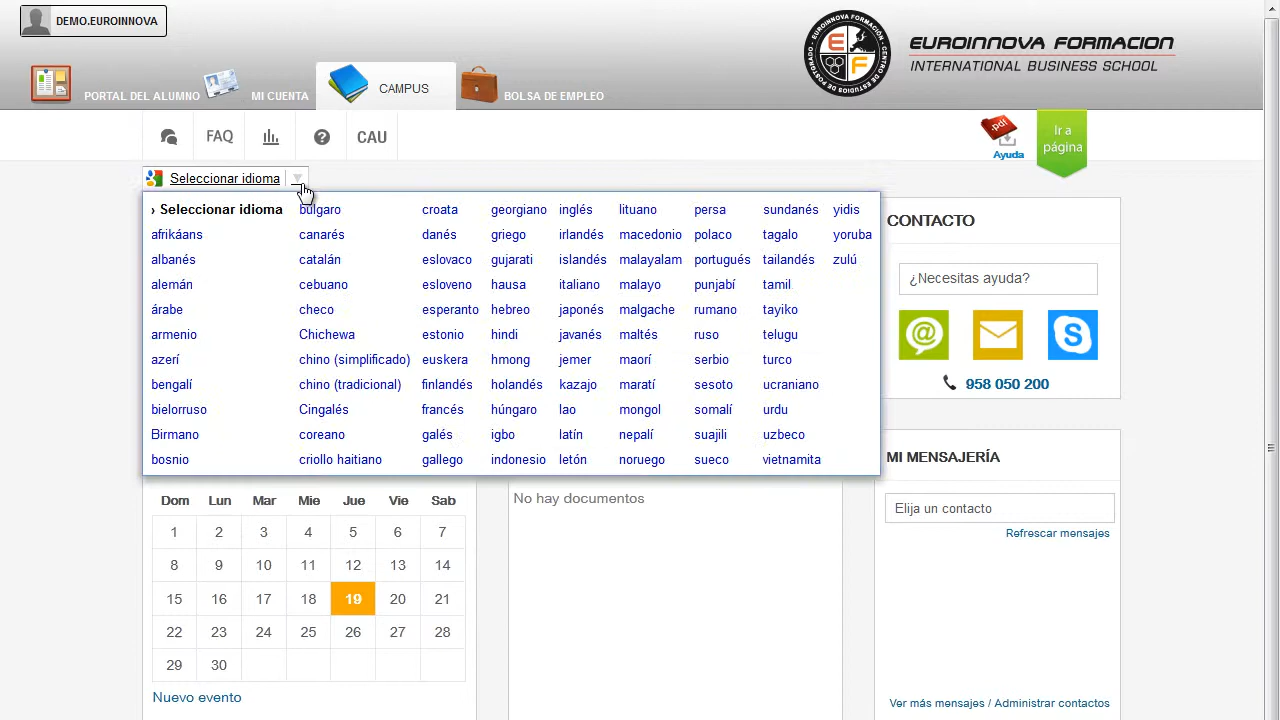 DEMO.EUROINNOVA
EUROINNOVA FORMACIÓN · CENTRO DE ESTUDIOS DE POSTGRADO ·
E
F
EUROINNOVA FORMACION
INTERNATIONAL BUSINESS SCHOOL
PORTAL DEL ALUMNO MI CUENTA CAMPUS BOLSA DE EMPLEO
FAQ ? CAU
.pdf
Ayuda
Ir a
página
Seleccionar idioma ▼
› Seleccionar idioma búlgaro croata georgiano inglés lituano persa sundanés yidis
afrikáans canarés danés griego irlandés macedonio polaco tagalo yoruba
albanés catalán eslovaco gujarati islandés malayalam portugués tailandés zulú
alemán cebuano esloveno hausa italiano malayo punjabí tamil
árabe checo esperanto hebreo japonés malgache rumano tayiko
armenio Chichewa estonio hindi javanés maltés ruso telugu
azerí chino (simplificado) euskera hmong jemer maorí serbio turco
bengalí chino (tradicional) finlandés holandés kazajo maratí sesoto ucraniano
bielorruso Cingalés francés húngaro lao mongol somalí urdu
Birmano coreano galés igbo latín nepalí suajili uzbeco
bosnio criollo haitiano gallego indonesio letón noruego sueco vietnamita
CONTACTO
¿Necesitas ayuda?
@ S
958 050 200
MI MENSAJERÍA
Elija un contacto
Refrescar mensajes
Ver más mensajes / Administrar contactos
No hay documentos
Dom Lun Mar Mie Jue Vie Sab
1 2 3 4 5 6 7
8 9 10 11 12 13 14
15 16 17 18 19 20 21
22 23 24 25 26 27 28
29 30
Nuevo evento